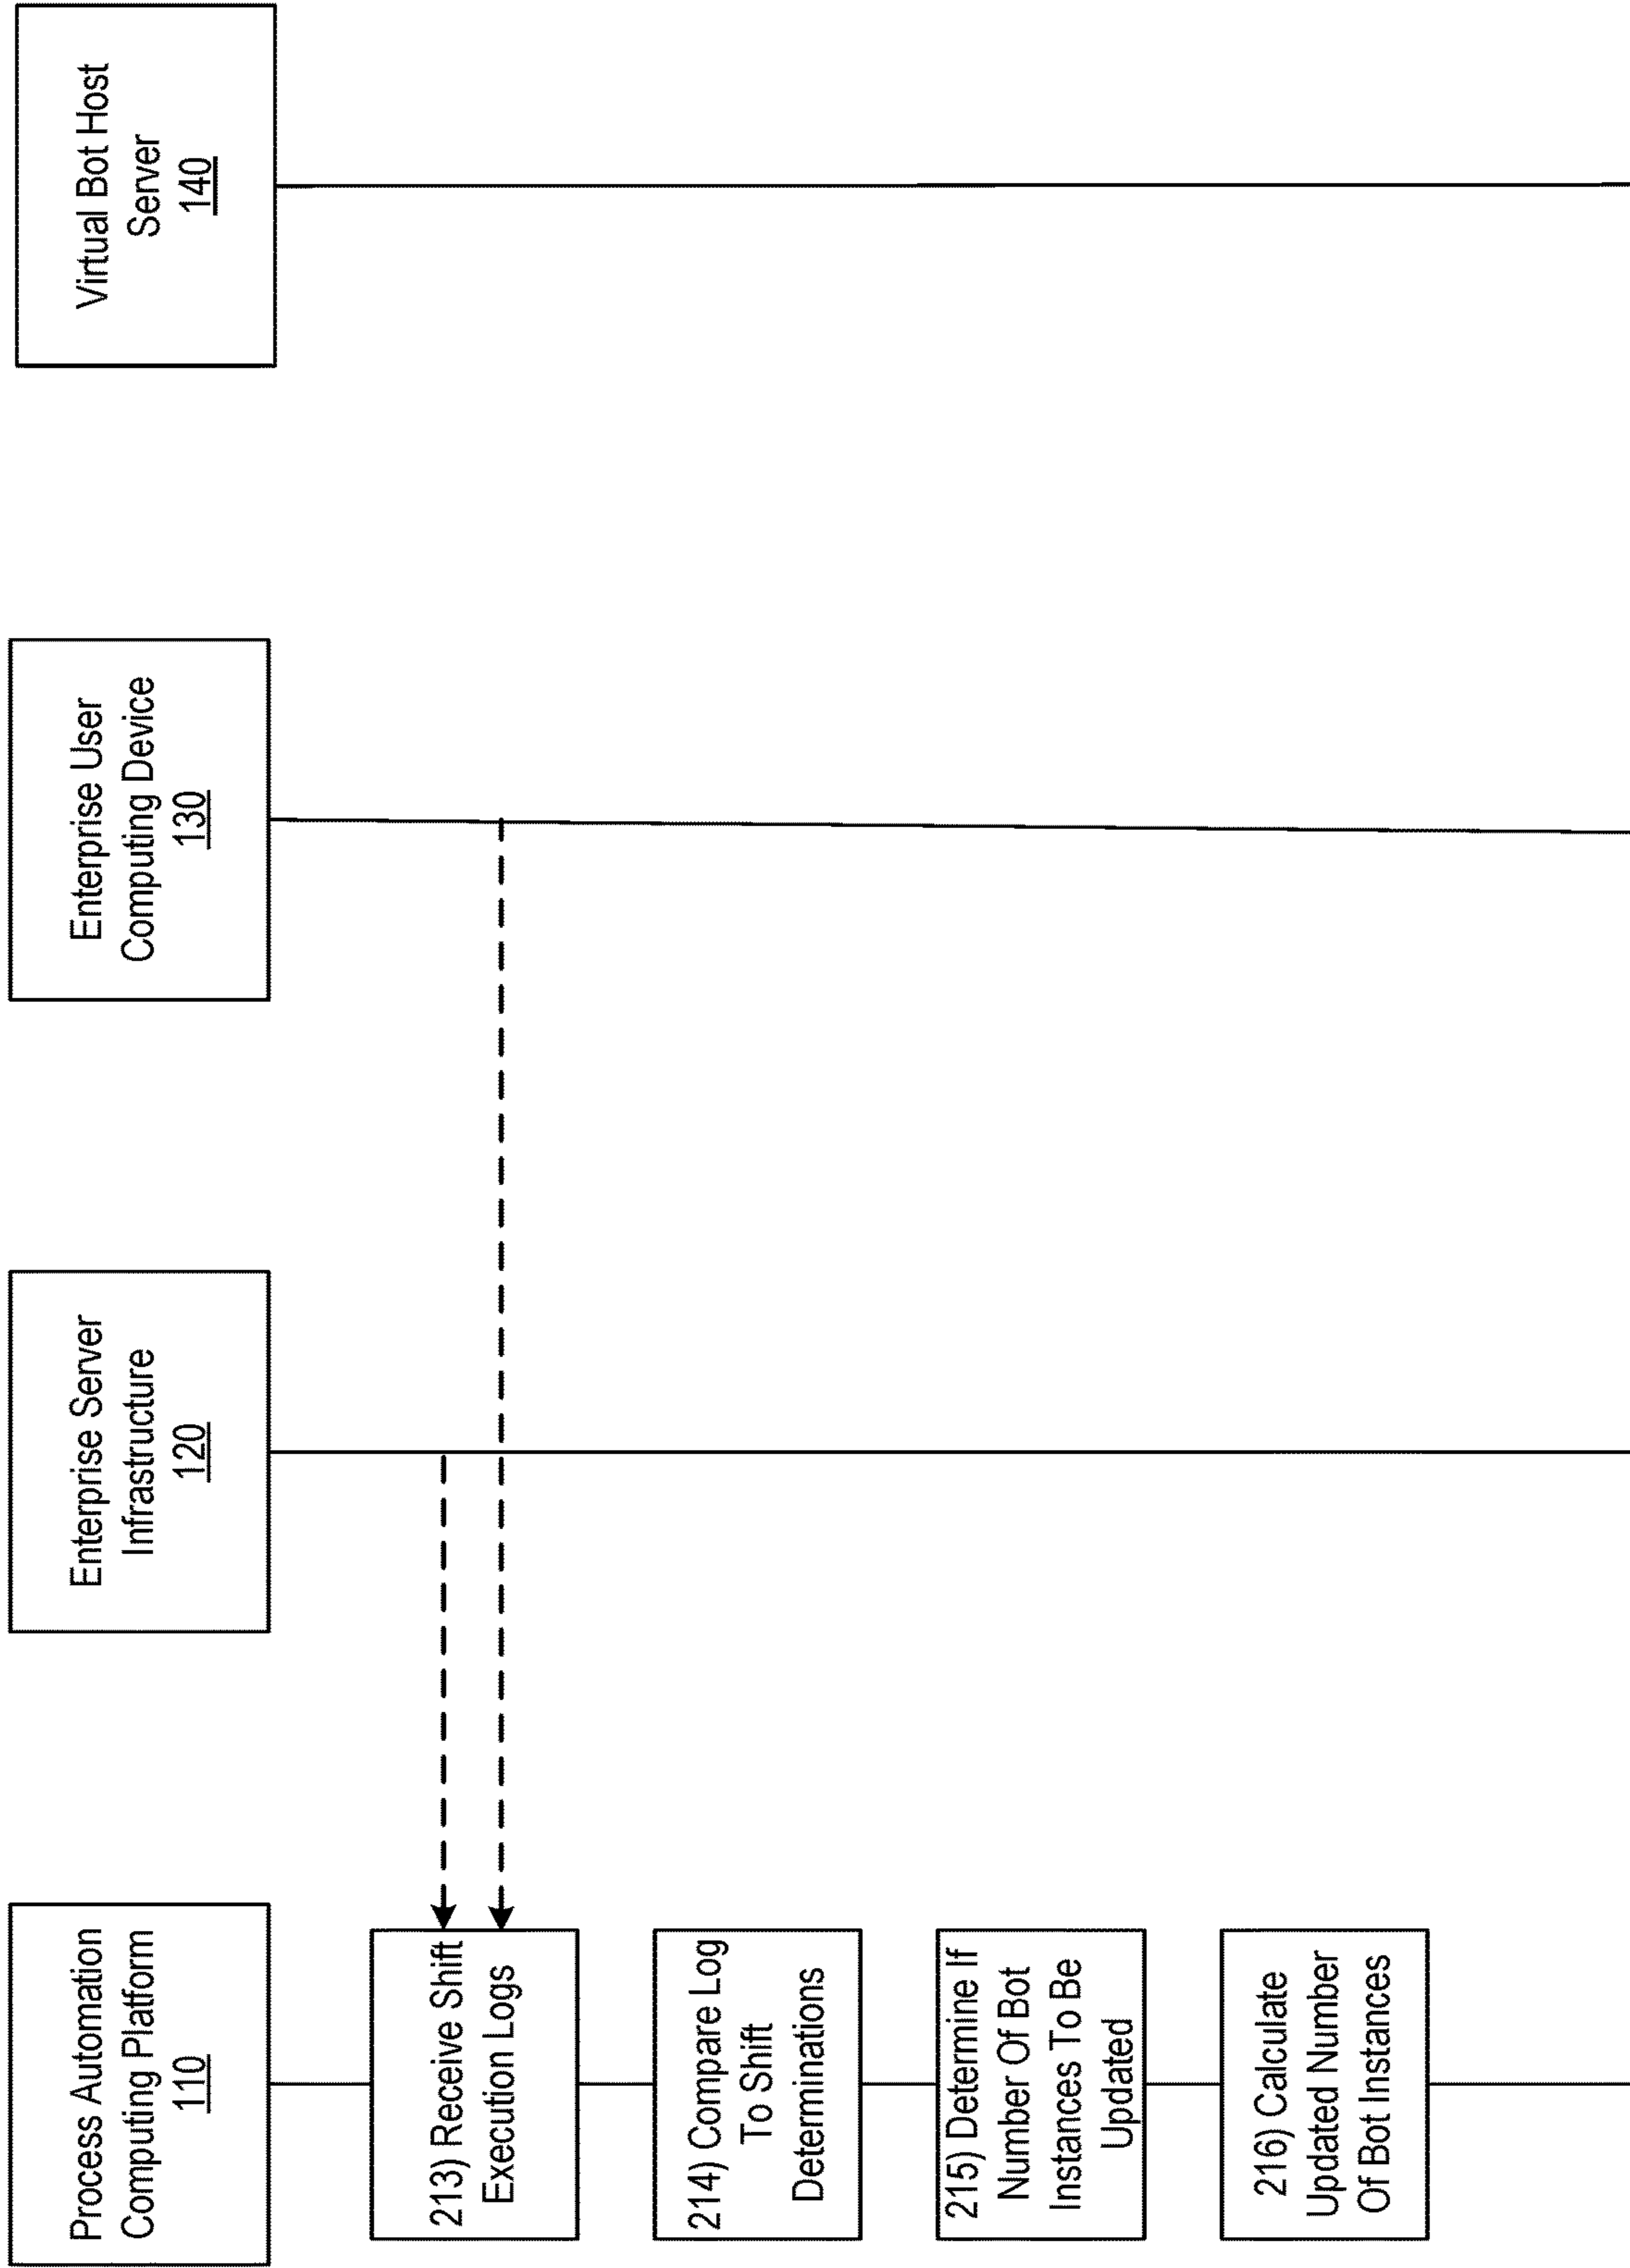 Process Automation
Computing Platform
110
Enterprise Server
Infrastructure
120
Enterprise User
Computing Device
130
Virtual Bot Host
Server
140
213) Receive Shift
Execution Logs
214) Compare Log
To Shift
Determinations
215) Determine If
Number Of Bot
Instances To Be
Updated
216) Calculate
Updated Number
Of Bot Instances